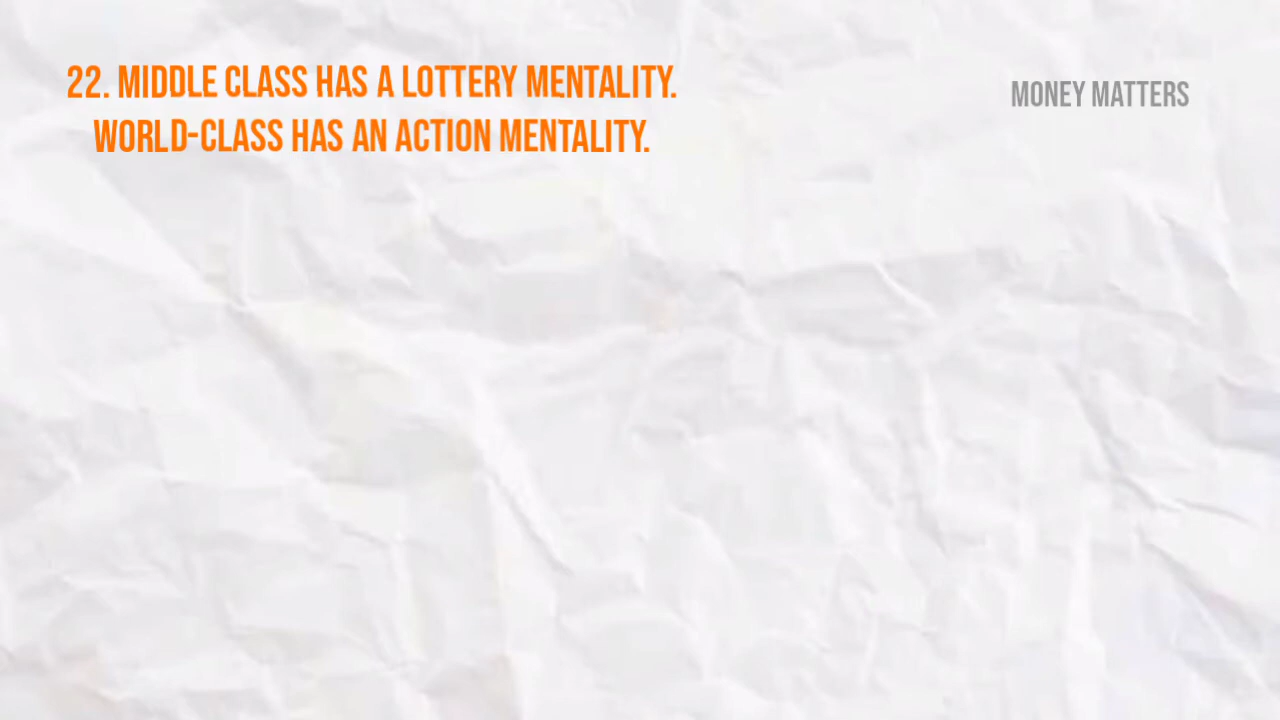 22. MIDDLE CLASS HAS A LOTTERY MENTALITY.
WORLD-CLASS HAS AN ACTION MENTALITY.
MONEY MATTERS